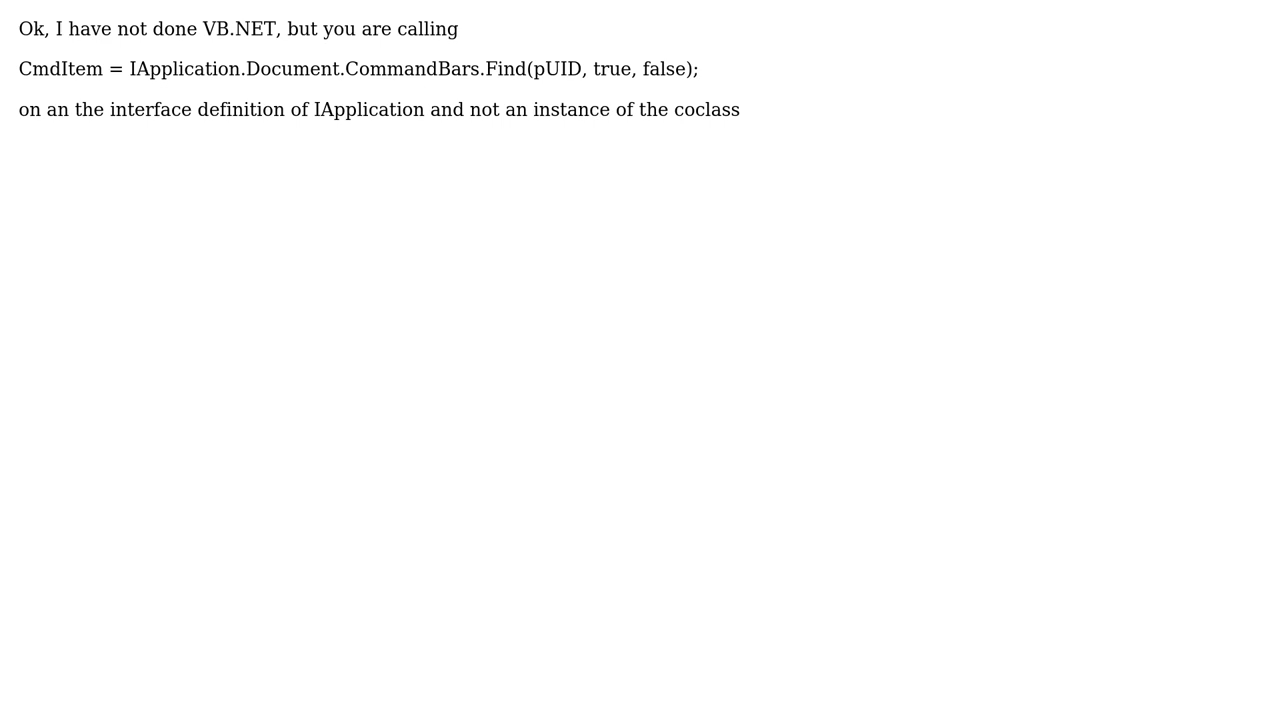 Ok, I have not done VB.NET, but you are calling
CmdItem = IApplication.Document.CommandBars.Find(pUID, true, false);
on an the interface definition of IApplication and not an instance of the coclass